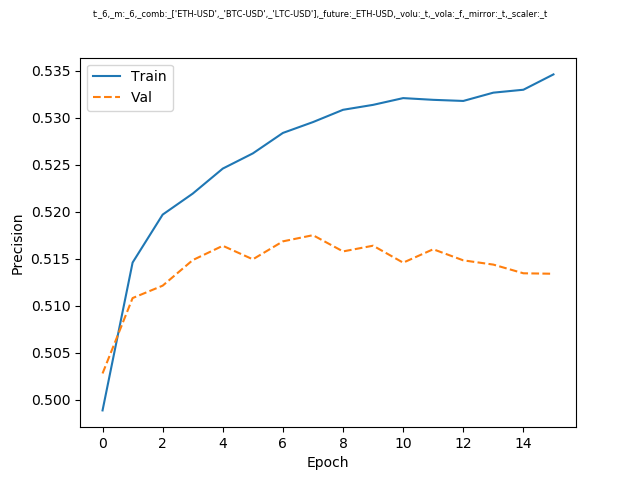 t:_6,_m:_6,_comb:_['ETH-USD',_'BTC-USD',_'LTC-USD'],_future:_ETH-USD,_volu:_t,_vola:_f,_mirror:_t,_scaler:_t
Train
Val
0.535
0.530
0.525
0.520
0.515
0.510
0.505
0.500
Precision
0 2 4 6 8 10 12 14
Epoch